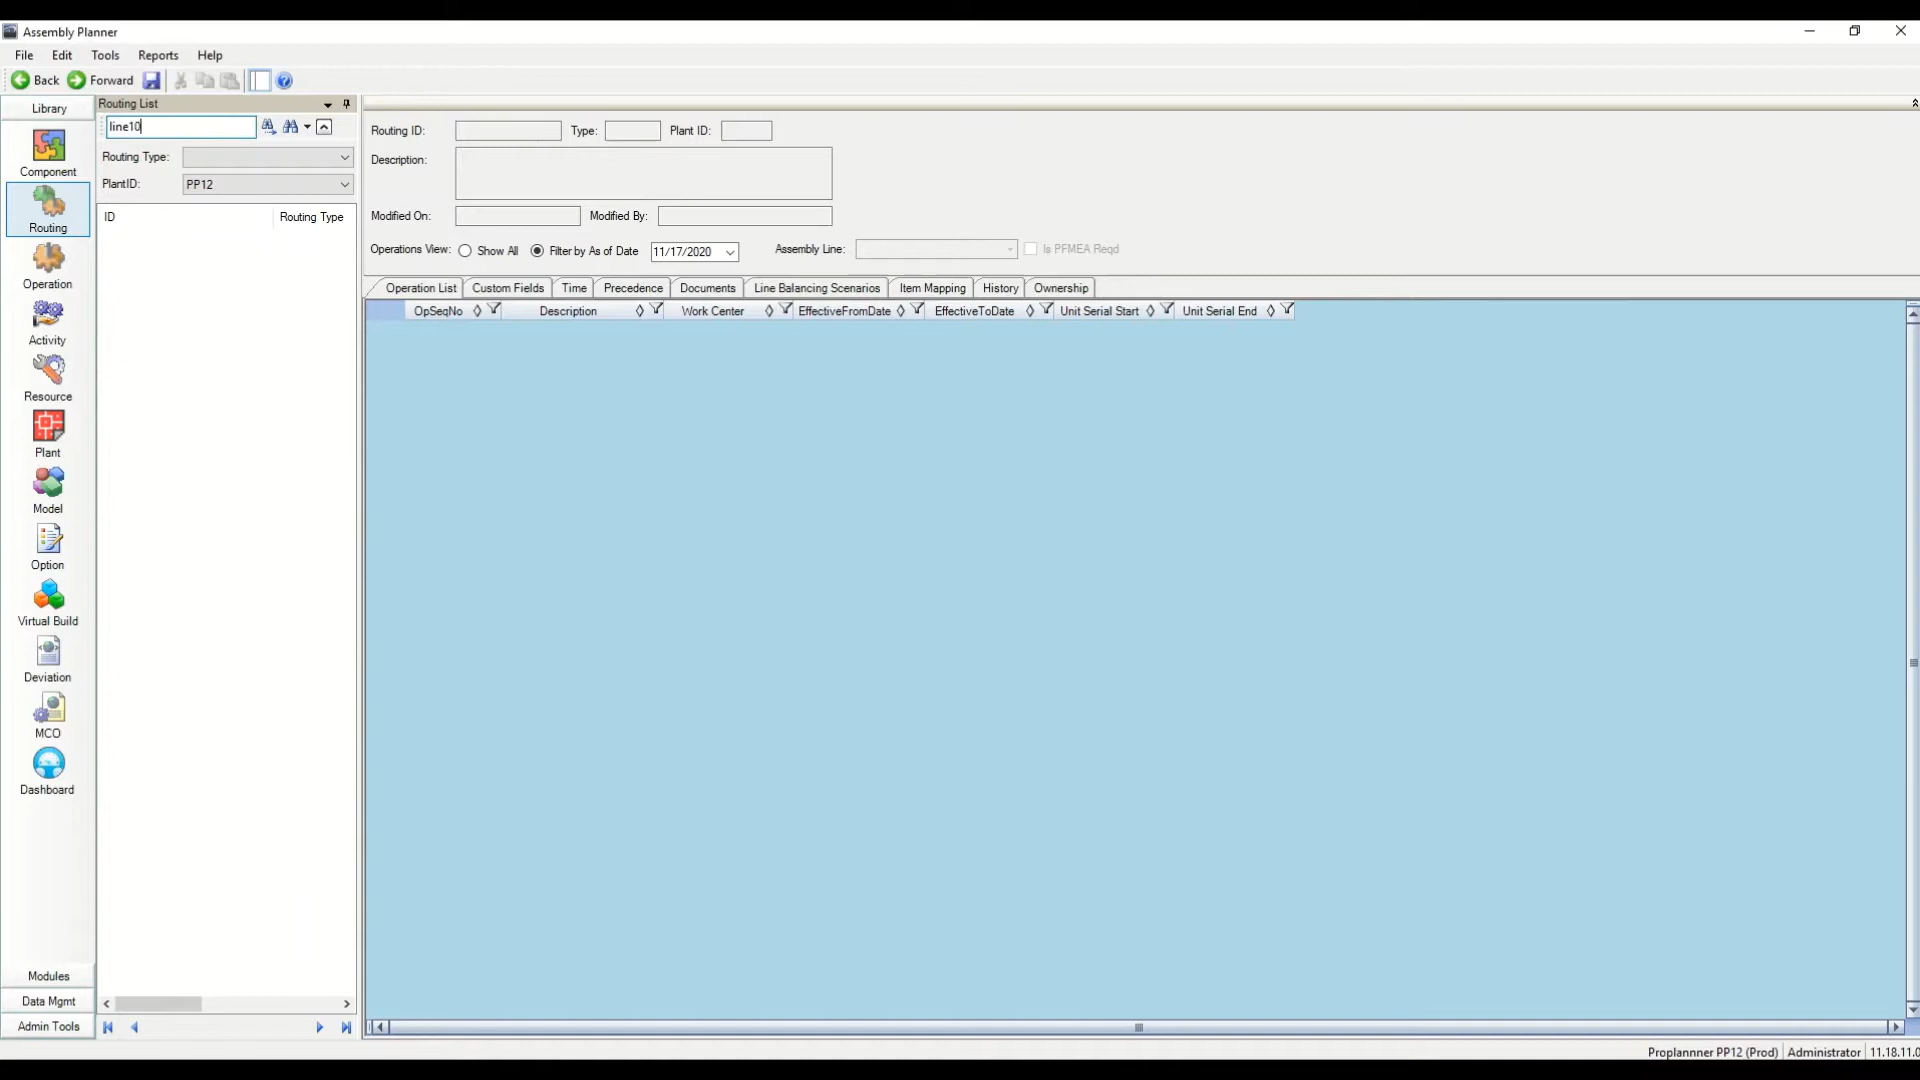 Assembly Planner
File Edit Tools Reports Help
Back Forward
Library
Component
Routing
Operation
Activity
Resource
Plant
Model
Option
Virtual Build
Deviation
MCO
Dashboard
Modules
Data Mgmt
Admin Tools
Routing List
line10
Routing Type:
PlantID: PP12
ID Routing Type
Routing ID: Type: Plant ID:
Description:
Modified On: Modified By:
Operations View: Show All Filter by As of Date 11/17/2020 Assembly Line: Is PFMEA Reqd
Operation List Custom Fields Time Precedence Documents Line Balancing Scenarios Item Mapping History Ownership
OpSeqNo Description Work Center EffectiveFromDate EffectiveToDate Unit Serial Start Unit Serial End
Proplannner PP12 (Prod) Administrator 11.18.11.0